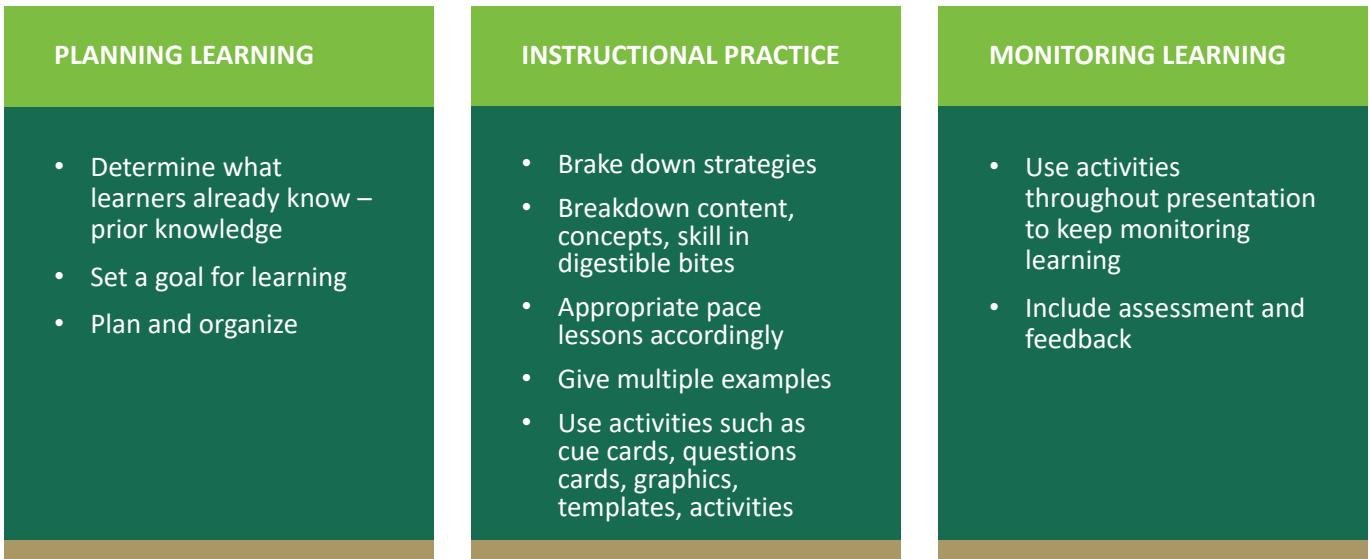 PLANNING LEARNING
• Determine what
learners already know –
prior knowledge
• Set a goal for learning
• Plan and organize
INSTRUCTIONAL PRACTICE
• Brake down strategies
• Breakdown content,
concepts, skill in
digestible bites
• Appropriate pace
lessons accordingly
• Give multiple examples
• Use activities such as
cue cards, questions
cards, graphics,
templates, activities
MONITORING LEARNING
• Use activities
throughout presentation
to keep monitoring
learning
• Include assessment and
feedback